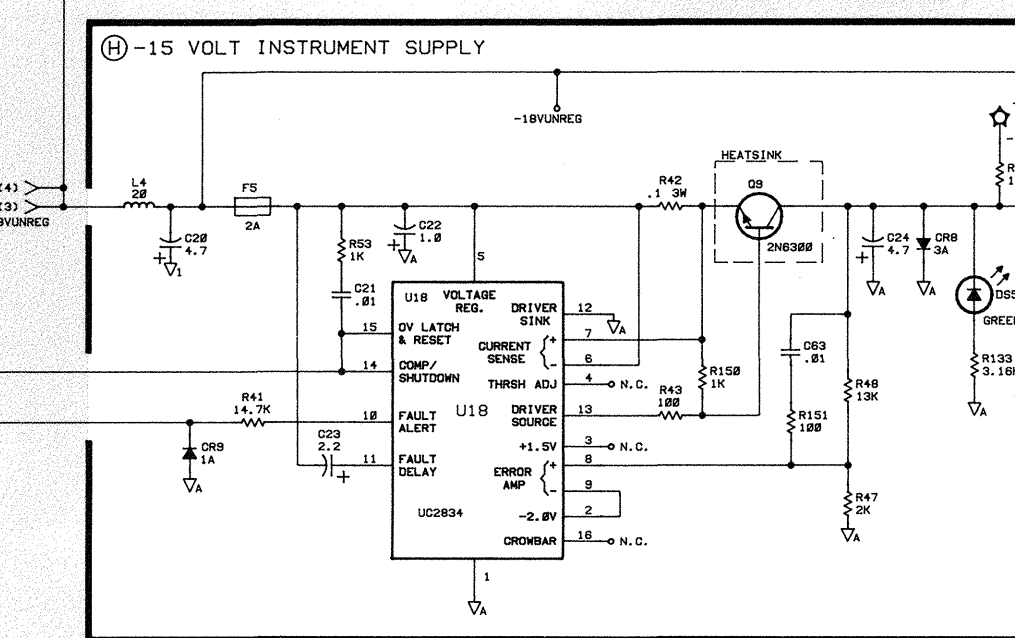 H -15 VOLT INSTRUMENT SUPPLY
-18VUNREG
HEATSINK
(4)
(3)
VUNREG
L4
20
F5
2A
R42
.1 3W
Q9
2N6300
C20
4.7
1
R53
1K
C22
1.0
A
5
C24
4.7
A
CR8
3A
A
DS5
GREE
C21
.01
U18 VOLTAGE
REG.
DRIVER
SINK
12
A
15
OV LATCH
& RESET
CURRENT
SENSE
+
7
-
6
14
COMP/
SHUTDOWN
THRSH ADJ
4
N.C.
R150
1K
C63
.01
R48
13K
R133
3.16K
A
R41
14.7K
10
FAULT
ALERT
U18
DRIVER
SOURCE
13
R43
100
R151
100
CR9
1A
A
C23
2.2
11
FAULT
DELAY
+1.5V
3
N.C.
ERROR
AMP
+
8
-
9
UC2834
-2.0V
2
R47
2K
A
CROWBAR
16
N.C.
1
A